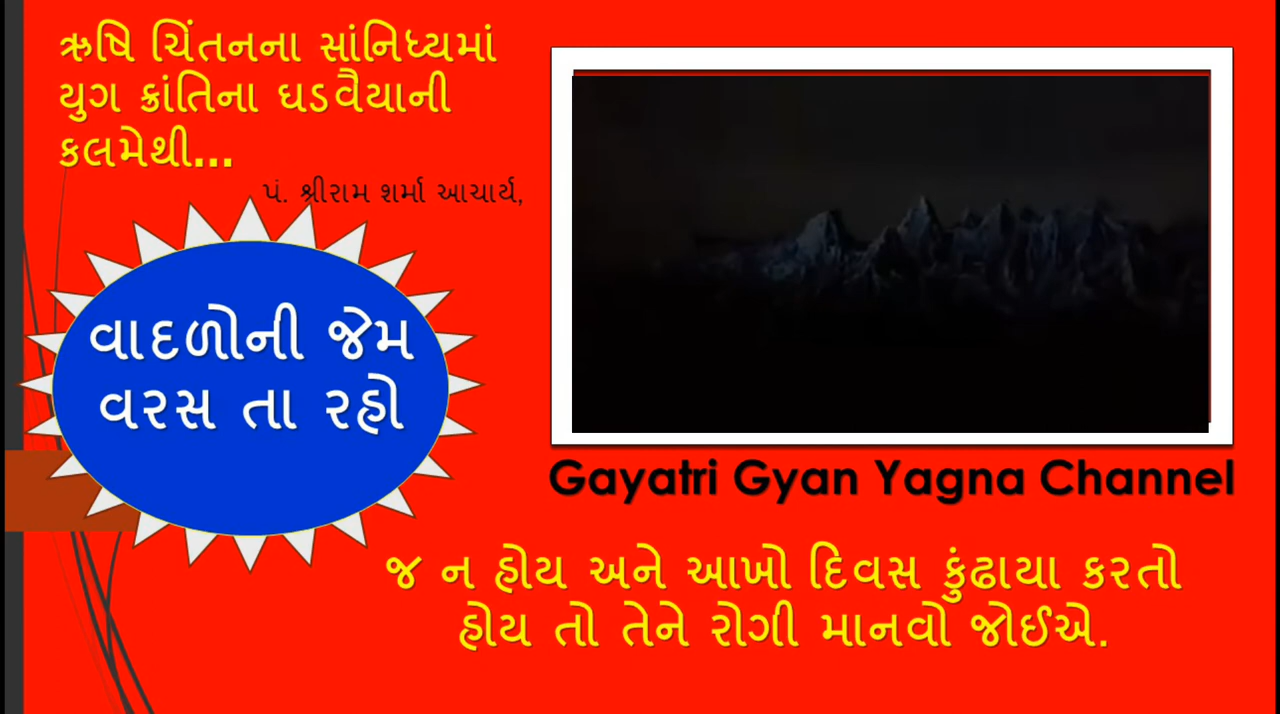 ઋષિ ચિંતનના સાંનિધ્યમાં
યુગ ક્રાંતિના ઘડવૈયાની
કલમેથી...
પં. શ્રીરામ શર્મા આચાર્ય,
વાદળોની જેમ
વરસ તા રહો
Gayatri Gyan Yagna Channel
જ ન હોય અને આખો દિવસ કુંઢાયા કરતો
હોય તો તેને રોગી માનવો જોઈએ.